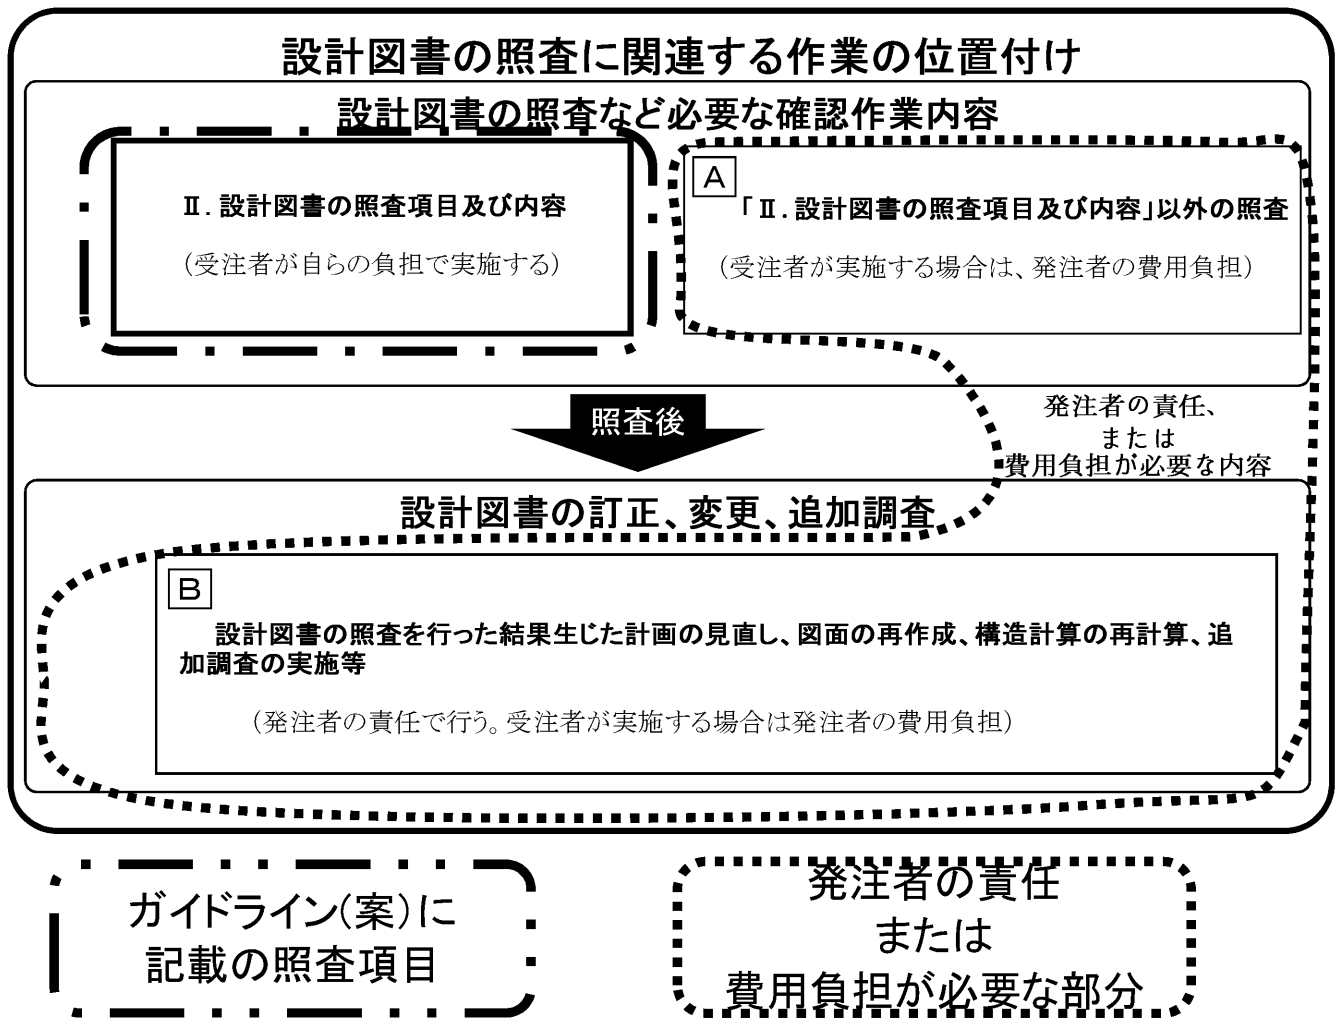 設計図書の照査に関連する作業の位置付け
設計図書の照査など必要な確認作業内容
Ⅱ．設計図書の照査項目及び内容
（受注者が自らの負担で実施する）
A
「Ⅱ．設計図書の照査項目及び内容」以外の照査
（受注者が実施する場合は、発注者の費用負担）
照査後
発注者の責任、
または
費用負担が必要な内容
設計図書の訂正、変更、追加調査
B
設計図書の照査を行った結果生じた計画の見直し、図面の再作成、構造計算の再計算、追
加調査の実施等
（発注者の責任で行う。受注者が実施する場合は発注者の費用負担）
ガイドライン（案）に
記載の照査項目
発注者の責任
または
費用負担が必要な部分